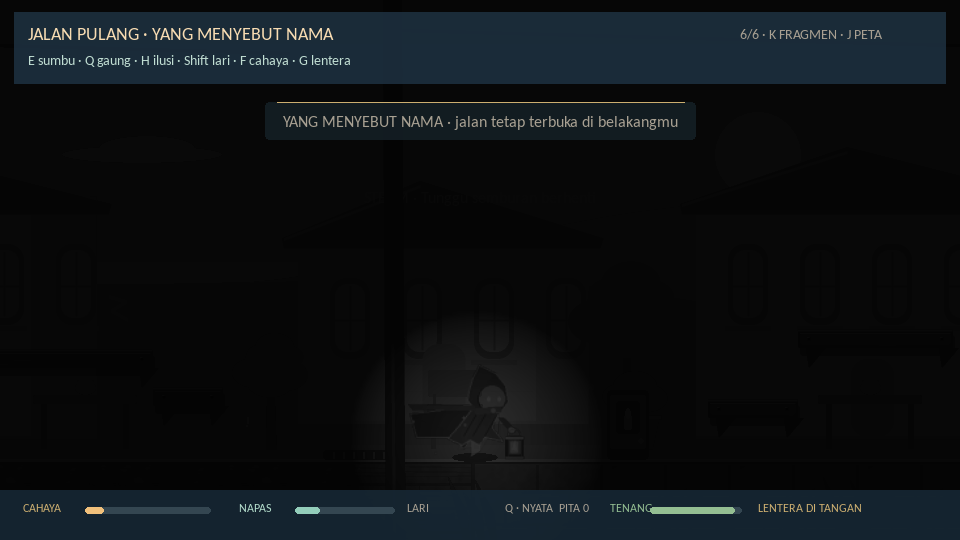 JALAN PULANG · YANG MENYEBUT NAMA
6/6 · K FRAGMEN · J PETA
E sumbu · Q gaung · H ilusi · Shift lari · F cahaya · G lentera
YANG MENYEBUT NAMA · jalan tetap terbuka di belakangmu
CAHAYA NAPAS LARI Q · NYATA PITA 0 TENANG LENTERA DI TANGAN